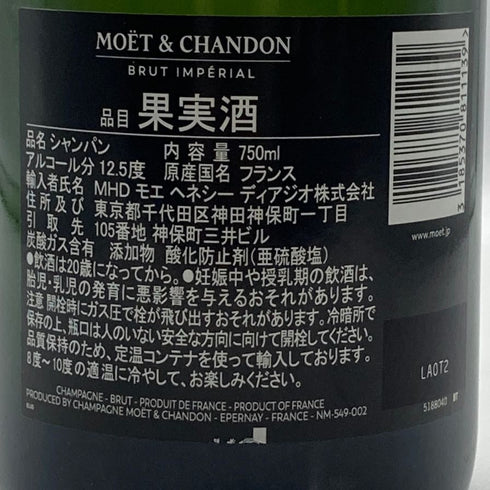 MOËT & CHANDON
BRUT IMPÉRIAL
品目 果実酒
品名 シャンパン 内容量 750ml
アルコール分 12.5度 原産国名 フランス
輸入者氏名 MHD モエ ヘネシー ディアジオ株式会社
住所及び 東京都千代田区神田神保町一丁目
引取先 105番地 神保町三井ビル
炭酸ガス含有 添加物 酸化防止剤(亜硫酸塩)
●飲酒は20歳になってから。●妊娠中や授乳期の飲酒は、
胎児・乳児の発育に悪影響を与えるおそれがあります。
注意 開栓時にガス圧で栓が飛び出すおそれがあります。冷暗所で
保存の上、瓶口は人のいない安全な方向に向けて開栓してください。
品質保持のため、定温コンテナを使って輸入しております。
8度〜10度の適温に冷やして、お楽しみください。
CHAMPAGNE - BRUT - PRODUIT DE FRANCE - PRODUCT OF FRANCE
PRODUCED BY CHAMPAGNE MOËT & CHANDON - EPERNAY - FRANCE - NM-549-002
3 185370 811139
www.moet.jp
LA0T2
5188040 BT